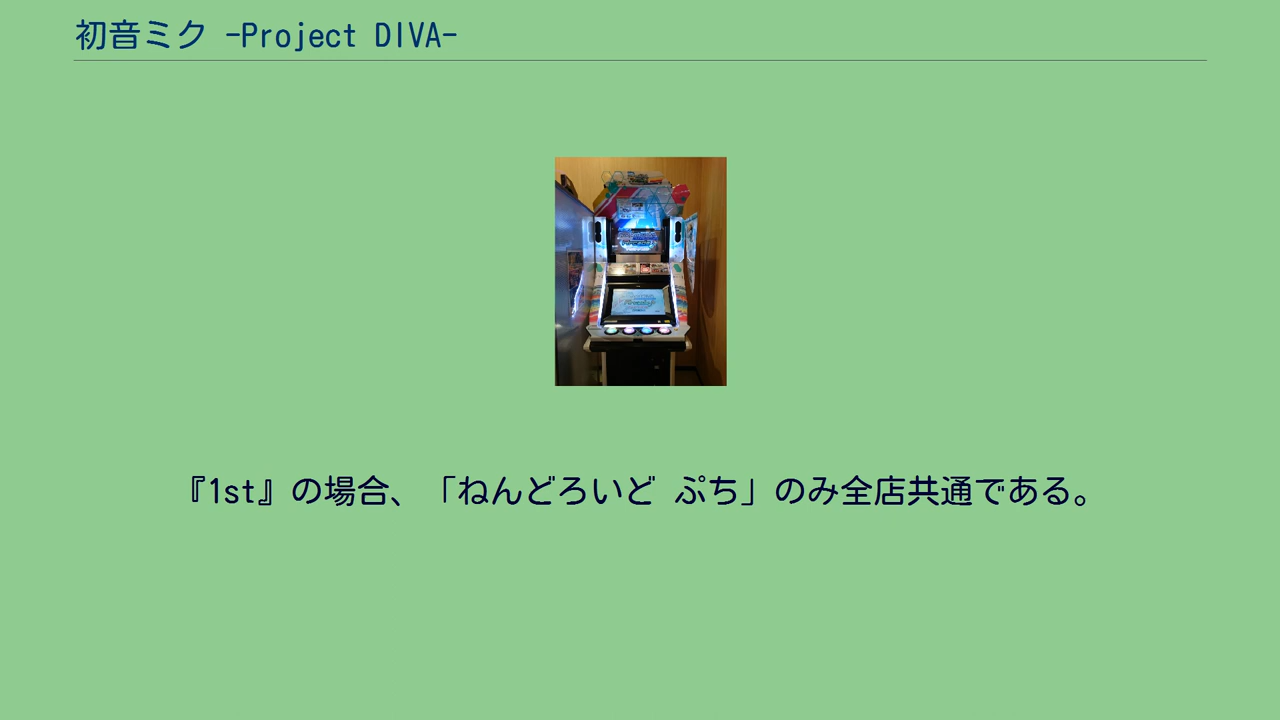 初音ミク -Project DIVA-
『1st』の場合、「ねんどろいど ぷち」のみ全店共通である。